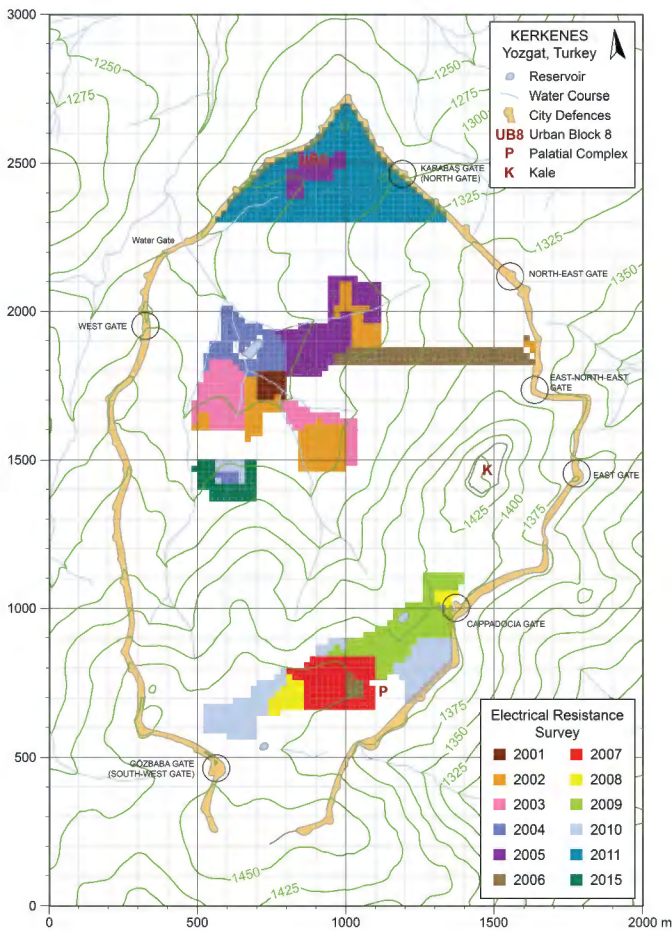 3000
2500
2000
1500
1000
500
0
0
500
1000
1500
2000 m
KERKENES
Yozgat, Turkey
Reservoir
Water Course
City Defences
UB8 Urban Block 8
P Palatial Complex
K Kale
1250
1275
1250
1275
1300
UB8
KARABAŞ GATE
(NORTH GATE)
1325
1325
1350
Water Gate
NORTH-EAST GATE
WEST GATE
EAST-NORTH-EAST
GATE
K
EAST GATE
1425
1400
1375
CAPPADOCIA GATE
P
1375
1350
1325
GÖZBABA GATE
(SOUTH-WEST GATE)
1450
1425
Electrical Resistance
Survey
2001 2007
2002 2008
2003 2009
2004 2010
2005 2011
2006 2015